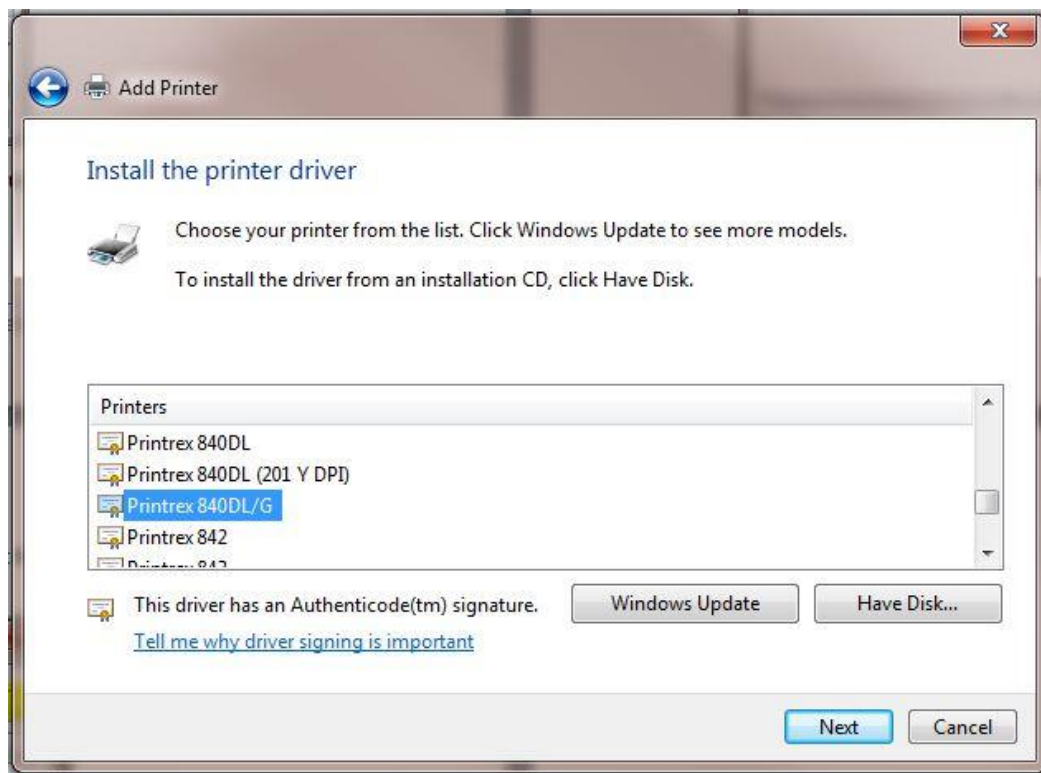 Add Printer
Install the printer driver
Choose your printer from the list. Click Windows Update to see more models.
To install the driver from an installation CD, click Have Disk.
Printers
Printrex 840DL
Printrex 840DL (201 Y DPI)
Printrex 840DL/G
Printrex 842
This driver has an Authenticode(tm) signature.
Windows Update
Have Disk...
Tell me why driver signing is important
Next
Cancel